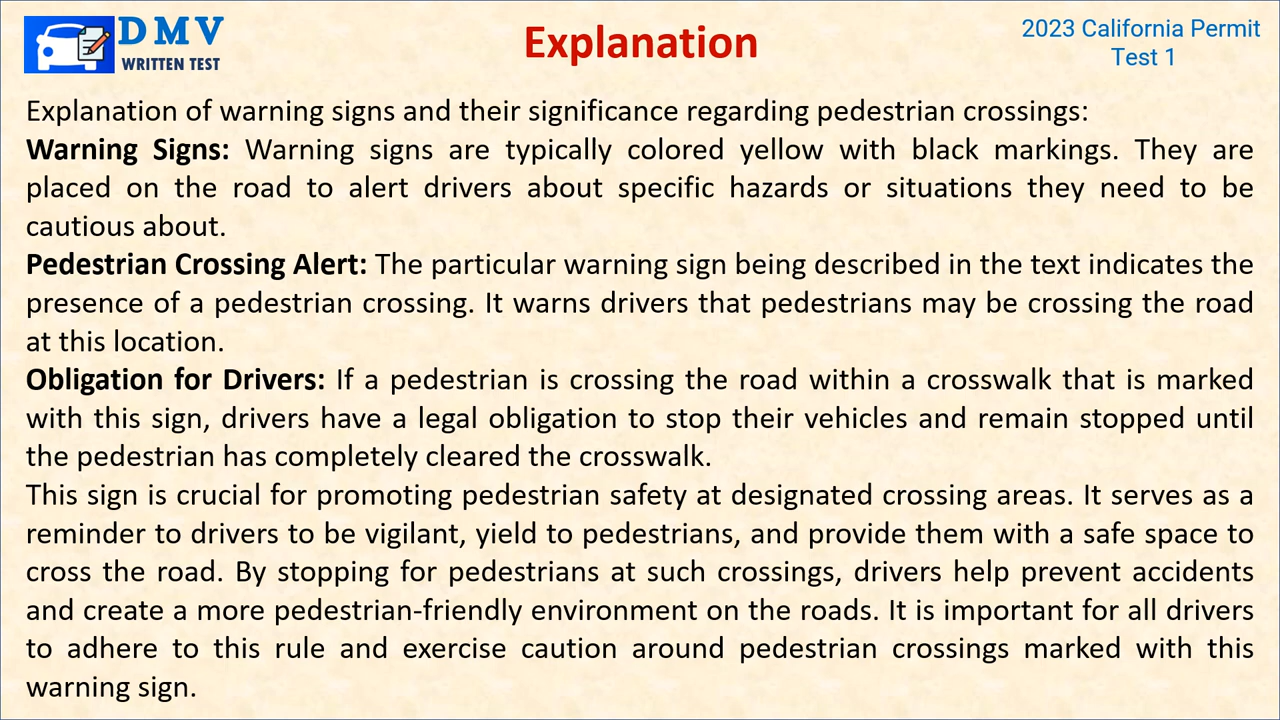 DMV
WRITTEN TEST
Explanation
2023 California Permit
Test 1
Explanation of warning signs and their significance regarding pedestrian crossings:
Warning Signs: Warning signs are typically colored yellow with black markings. They are
placed on the road to alert drivers about specific hazards or situations they need to be
cautious about.
Pedestrian Crossing Alert: The particular warning sign being described in the text indicates the
presence of a pedestrian crossing. It warns drivers that pedestrians may be crossing the road
at this location.
Obligation for Drivers: If a pedestrian is crossing the road within a crosswalk that is marked
with this sign, drivers have a legal obligation to stop their vehicles and remain stopped until
the pedestrian has completely cleared the crosswalk.
This sign is crucial for promoting pedestrian safety at designated crossing areas. It serves as a
reminder to drivers to be vigilant, yield to pedestrians, and provide them with a safe space to
cross the road. By stopping for pedestrians at such crossings, drivers help prevent accidents
and create a more pedestrian-friendly environment on the roads. It is important for all drivers
to adhere to this rule and exercise caution around pedestrian crossings marked with this
warning sign.